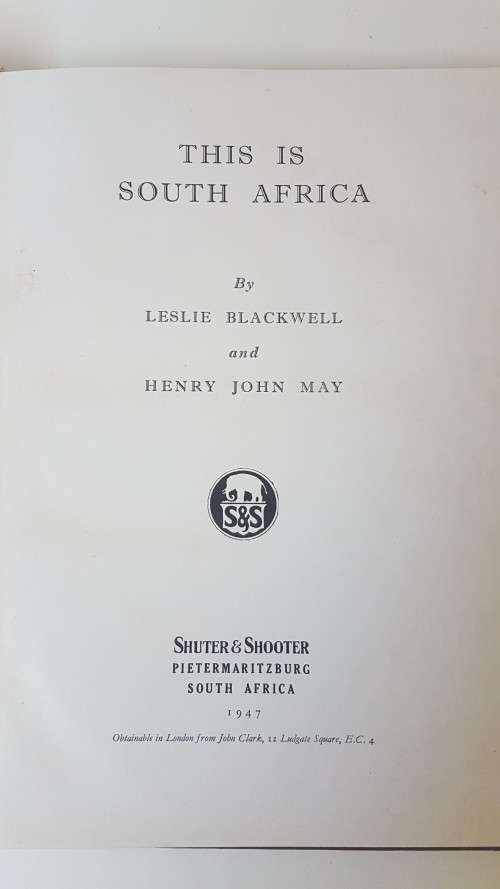 THIS IS
SOUTH AFRICA
By
LESLIE BLACKWELL
and
HENRY JOHN MAY
S&S
SHUTER & SHOOTER
PIETERMARITZBURG
SOUTH AFRICA
1947
Obtainable in London from John Clark, 12 Ludgate Square, E.C. 4